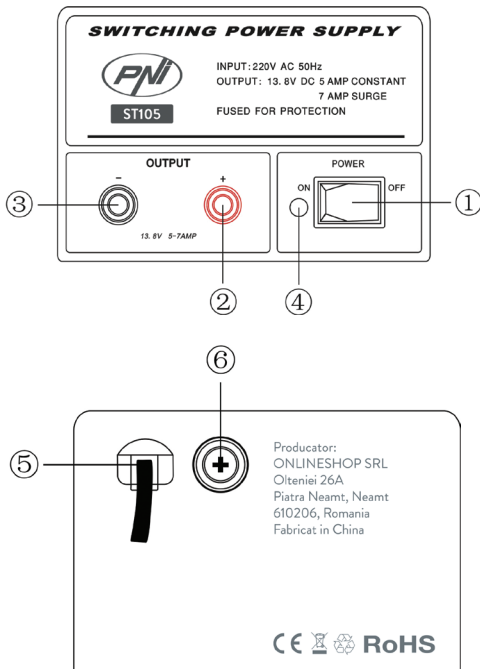 SWITCHING POWER SUPPLY
PNI
ST105
INPUT:220V AC 50Hz
OUTPUT: 13. 8V DC 5 AMP CONSTANT
7 AMP SURGE
FUSED FOR PROTECTION
OUTPUT
- +
13. 8V 5-7AMP
POWER
ON OFF
③
②
④
①
⑥
⑤
Producator:
ONLINESHOP SRL
Olteniei 26A
Piatra Neamt, Neamt
610206, Romania
Fabricat in China
CE RoHS